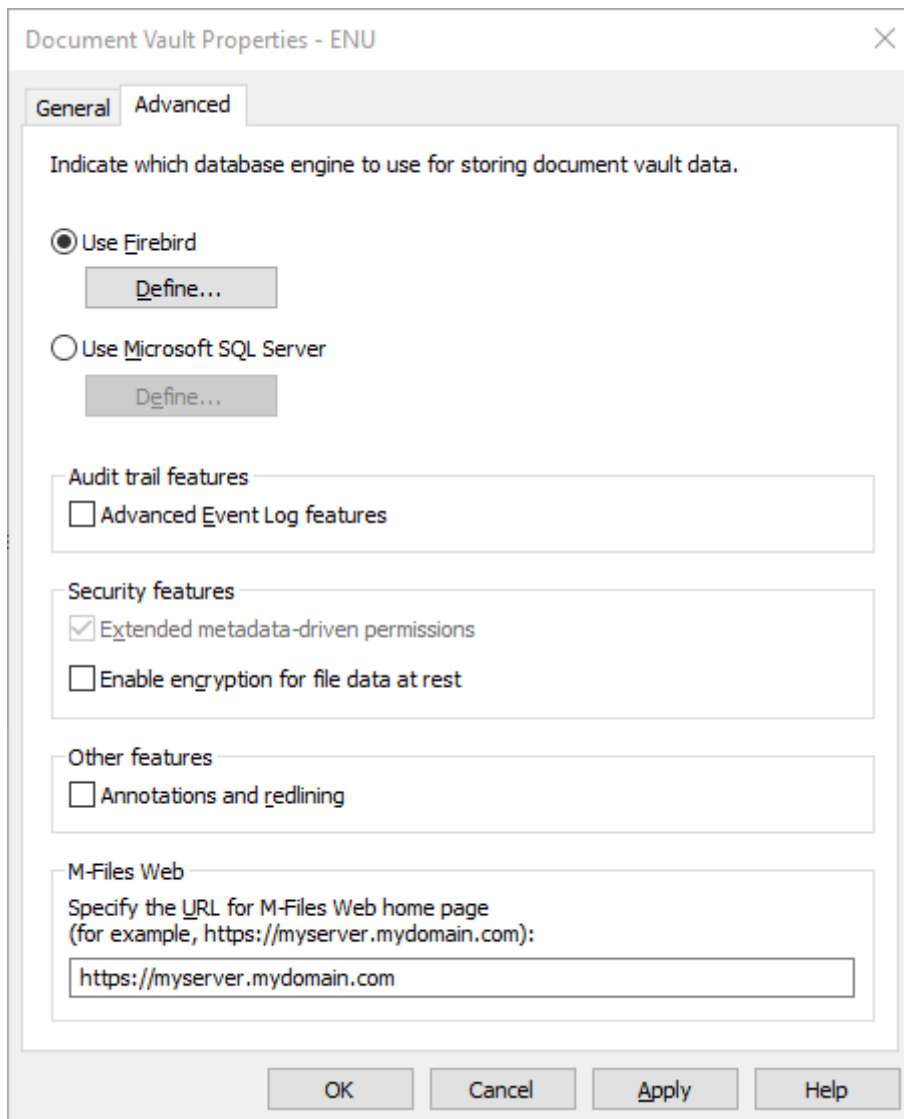 Document Vault Properties - ENU
General
Advanced
Indicate which database engine to use for storing document vault data.
Use Firebird
Define...
Use Microsoft SQL Server
Define...
Audit trail features
Advanced Event Log features
Security features
Extended metadata-driven permissions
Enable encryption for file data at rest
Other features
Annotations and redlining
M-Files Web
Specify the URL for M-Files Web home page
(for example, https://myserver.mydomain.com):
https://myserver.mydomain.com
OK
Cancel
Apply
Help